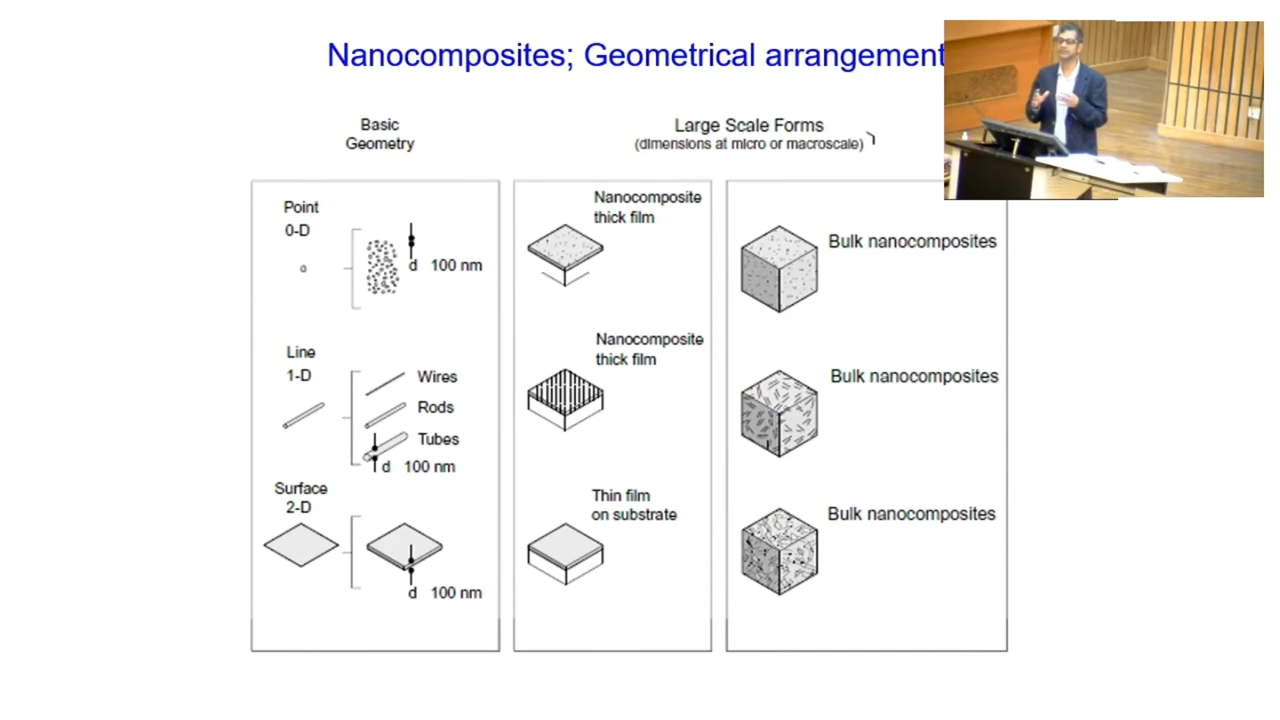 Nanocomposites; Geometrical arrangement
Basic
Geometry
Large Scale Forms
(dimensions at micro or macroscale)
Point
0-D
d 100 nm
Nanocomposite
thick film
Bulk nanocomposites
Line
1-D
Wires
Rods
Tubes
d 100 nm
Nanocomposite
thick film
Bulk nanocomposites
Surface
2-D
d 100 nm
Thin film
on substrate
Bulk nanocomposites